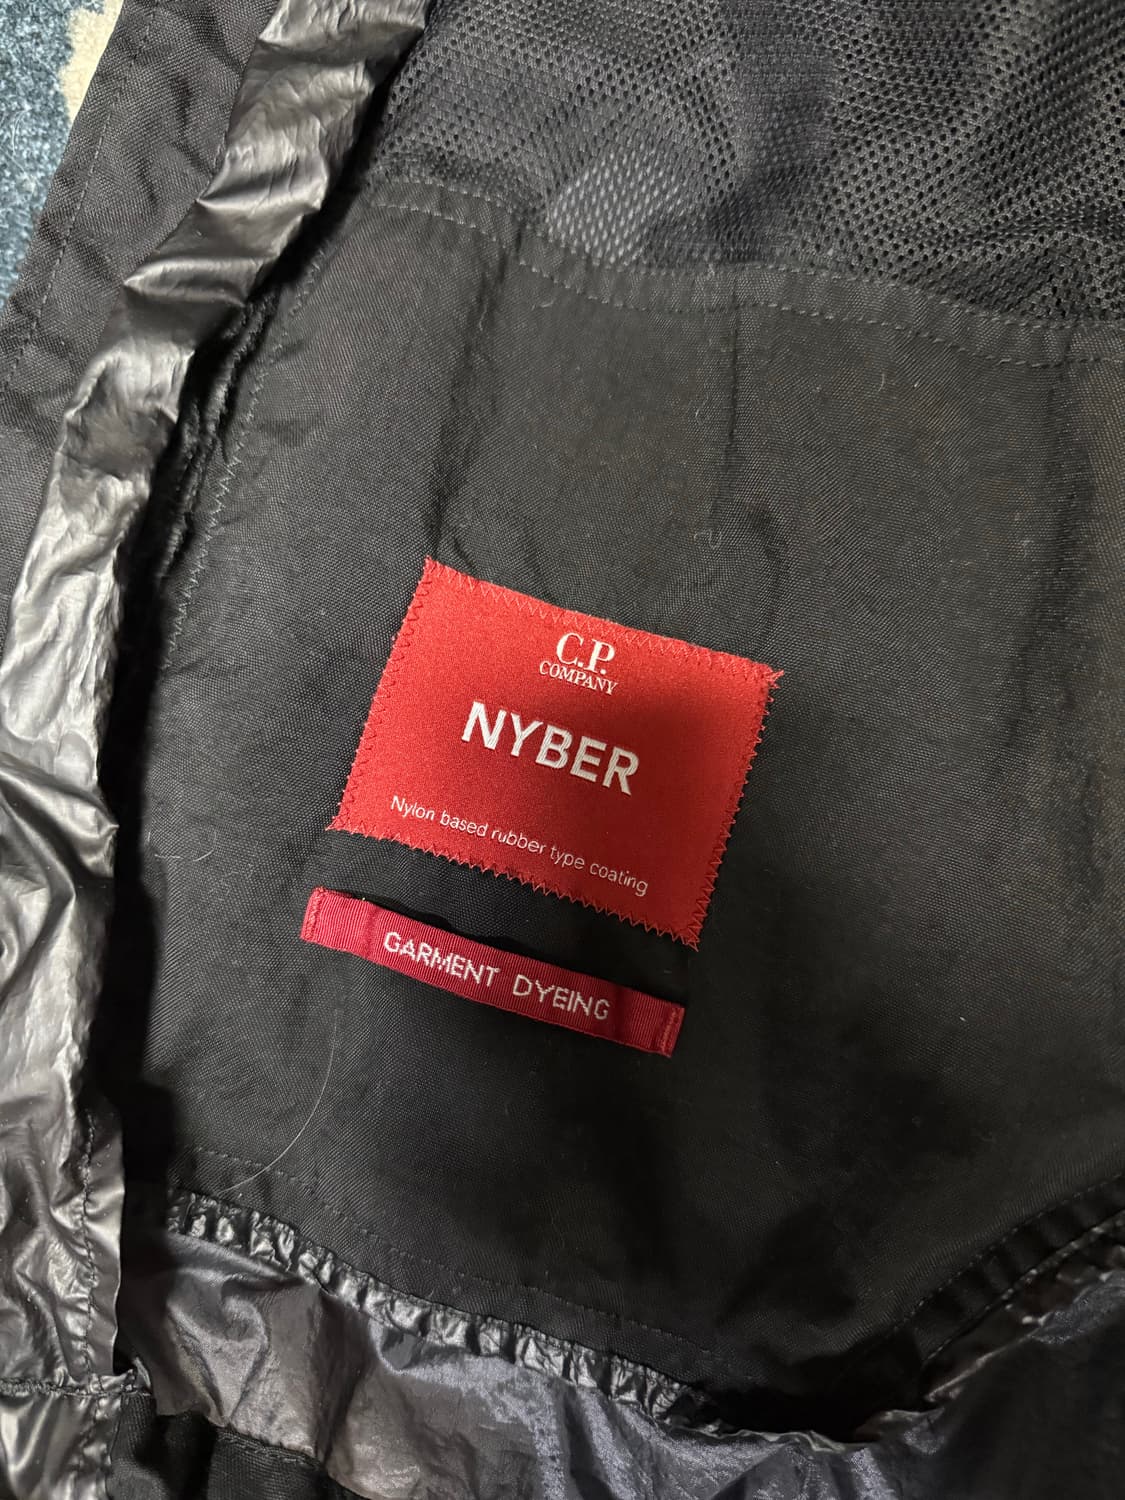 C.P.
COMPANY
NYBER
Nylon based rubber type coating
GARMENT DYEING